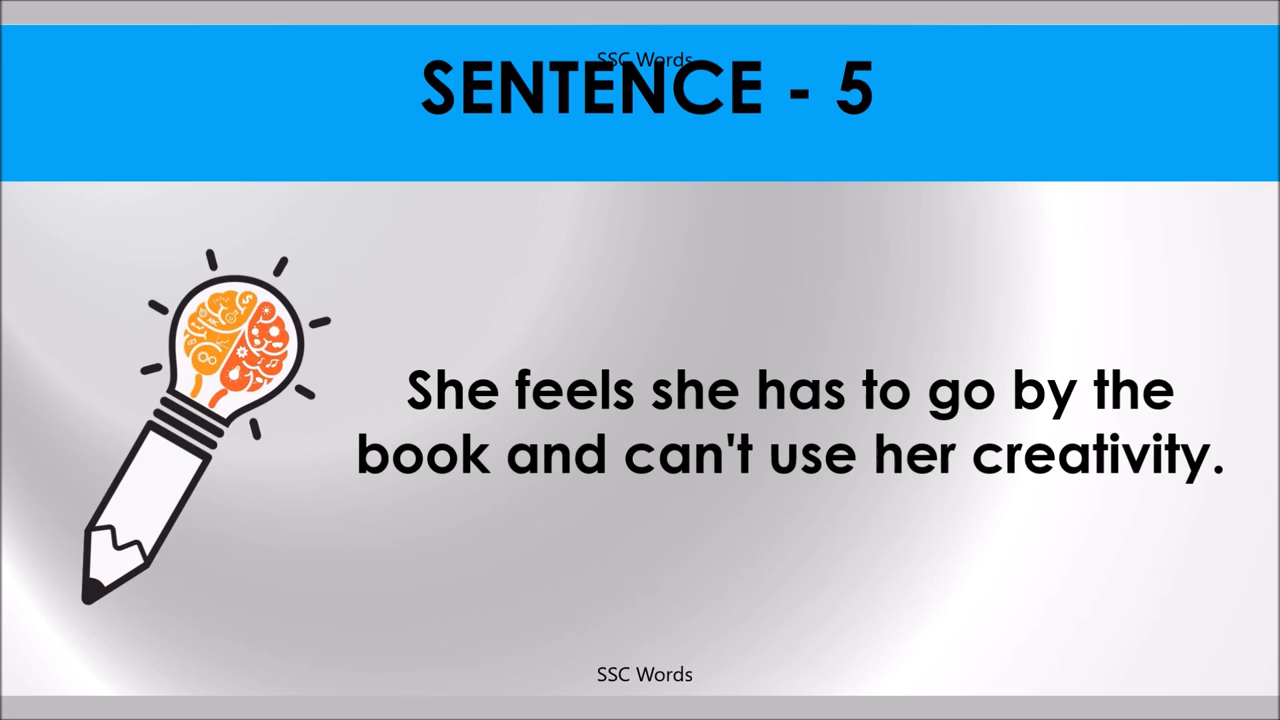 SSC Words
SENTENCE - 5
She feels she has to go by the
book and can't use her creativity.
SSC Words